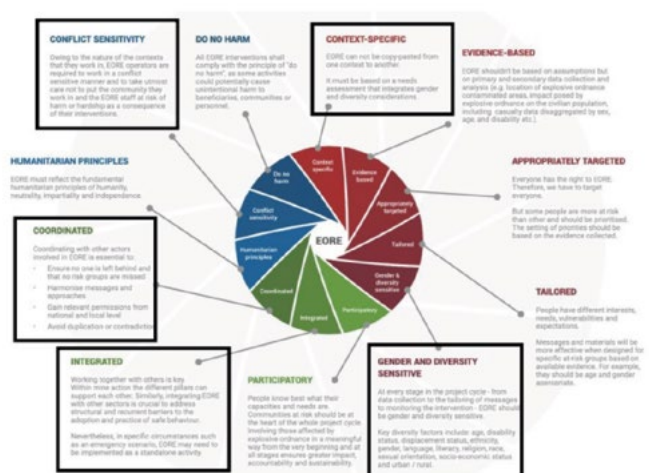 CONFLICT SENSITIVITY
Owing to the nature of the contexts
that they work in, EORE operators are
required to work in a conflict
sensitive manner and to take utmost
care not to put the community they
work in and the EORE staff at risk of
harm or hardship as a consequence
of their interventions.
DO NO HARM
All EORE interventions shall
comply with the principle of "do
no harm", as some activities
could potentially cause
unintentional harm to
beneficiaries, communities or
personnel.
CONTEXT-SPECIFIC
EORE can not be copy-pasted from
one context to another.
It must be based on a needs
assessment that integrates gender
and diversity considerations
EVIDENCE-BASED
EORE shouldn't be based on assumptions but
on primary and secondary data collection and
analysis (e.g. location of explosive ordnance
contaminated areas, impact posed by
explosive ordnance on the civilian population,
including casualty data disaggregated by sex,
age, and disability etc).
HUMANITARIAN PRINCIPLES
EORE must reflect the fundamental
humanitarian principles of humanity,
neutrality, impartiality and independence.
APPROPRIATELY TARGETED
Everyone has the right to EORE.
Therefore, we have to target
everyone.
But some people are more at risk
than other and should be prioritised.
The setting of priorities should be
based on the evidence collected.
COORDINATED
Coordinating with other actors
involved in EORE is essential to:
• Ensure no one is left behind and
that no risk groups are missed
• Harmonise messages and
approaches
• Gain relevant permissions from
national and local level
• Avoid duplication or contradiction
Do no
harm
Context
specific
Evidence
based
Appropriately
targeted
Conflict
sensitivity
EORE
Tailored
Humanitarian
principles
Gender &
diversity
sensitive
Coordinated
Integrated
Participatory
TAILORED
People have different interests,
needs, vulnerabilities and
expectations.
Messages and materials will be
more effective when designed for
specific at-risk groups based on
available evidence. For example,
they should be age and gender
appropriate.
INTEGRATED
Working together with others is key.
Within mine action the different pillars
can support each other. Similarly, integrating EORE
with other sectors is crucial to address
structural and recurrent barriers to the
adoption and practice of safe behaviour.
Nevertheless, in specific circumstances such
as an emergency scenario, EORE may need to
be implemented as a standalone activity.
PARTICIPATORY
People know best what their
capacities and needs are.
Communities at risk should be at
the heart of the whole project cycle
involving those affected by
explosive ordnance in a meaningful
way from the very beginning and at
all stages ensures greater impact,
accountability and sustainability.
GENDER AND DIVERSITY
SENSITIVE
At every stage in the project cycle - from
data collection to the tailoring of messages
to monitoring the intervention - EORE should
be gender and diversity sensitive.
Key diversity factors include age, disability
status, displacement status, ethnicity,
gender, language, literacy, religion, race,
sexual orientation, socio-economic status
and urban / rural.